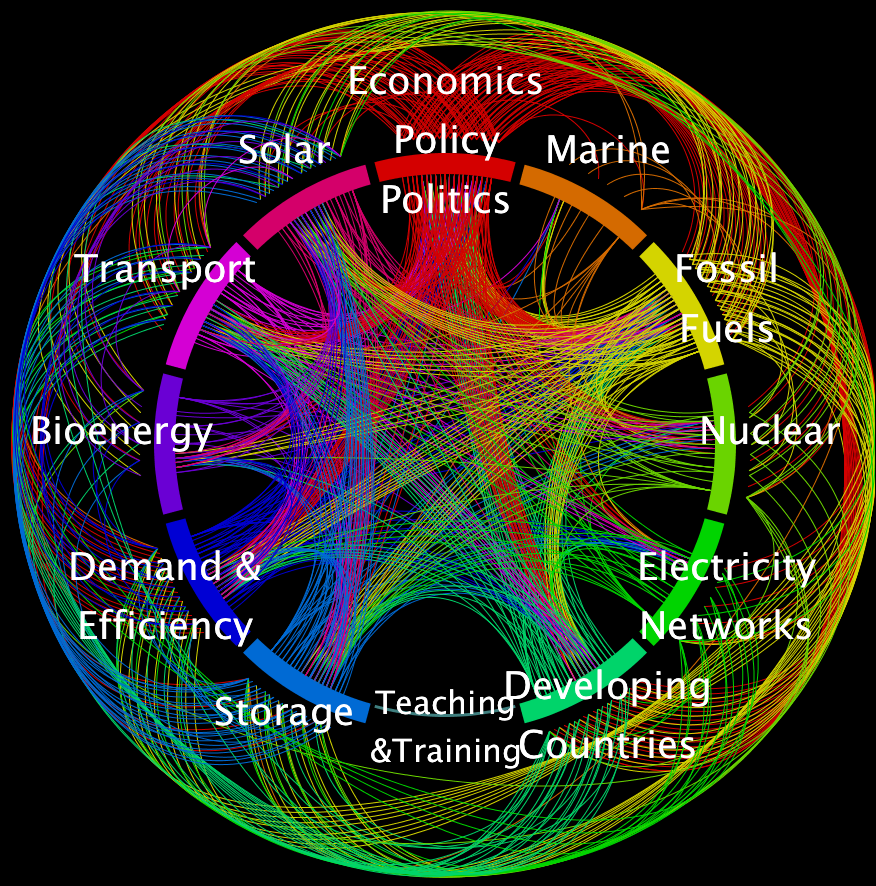 Economics
Policy
Politics
Solar
Marine
Transport
Fossil
Fuels
Bioenergy
Nuclear
Demand &
Efficiency
Electricity
Networks
Storage
Teaching
&Training
Developing
Countries